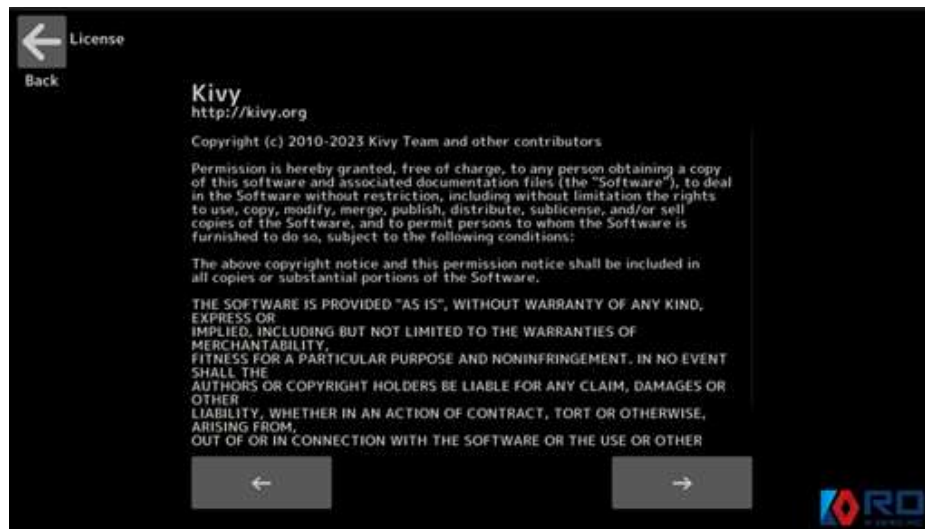 License
Back
Kivy
http://kivy.org
Copyright (c) 2010-2023 Kivy Team and other contributors
Permission is hereby granted, free of charge, to any person obtaining a copy
of this software and associated documentation files (the "Software"), to deal
in the Software without restriction, including without limitation the rights
to use, copy, modify, merge, publish, distribute, sublicense, and/or sell
copies of the Software, and to permit persons to whom the Software is
furnished to do so, subject to the following conditions:
The above copyright notice and this permission notice shall be included in
all copies or substantial portions of the Software.
THE SOFTWARE IS PROVIDED "AS IS", WITHOUT WARRANTY OF ANY KIND,
EXPRESS OR
IMPLIED, INCLUDING BUT NOT LIMITED TO THE WARRANTIES OF
MERCHANTABILITY,
FITNESS FOR A PARTICULAR PURPOSE AND NONINFRINGEMENT. IN NO EVENT
SHALL THE
AUTHORS OR COPYRIGHT HOLDERS BE LIABLE FOR ANY CLAIM, DAMAGES OR
OTHER
LIABILITY, WHETHER IN AN ACTION OF CONTRACT, TORT OR OTHERWISE,
ARISING FROM,
OUT OF OR IN CONNECTION WITH THE SOFTWARE OR THE USE OR OTHER
RO